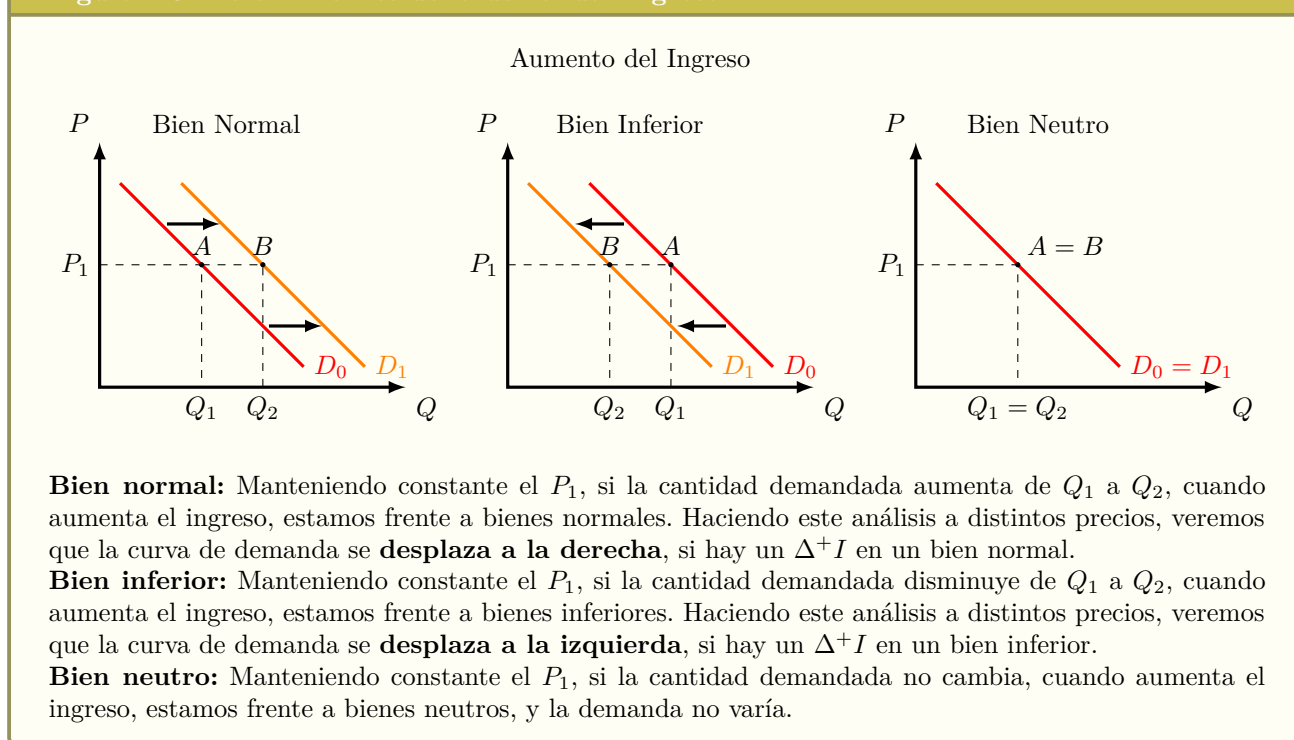 Aumento del Ingreso
P Bien Normal
P Bien Inferior
P Bien Neutro
A B
P₁
D₀ D₁
Q₁ Q₂ Q
B A
P₁
D₁ D₀
Q₂ Q₁ Q
A = B
P₁
D₀ = D₁
Q₁ = Q₂ Q
Bien normal: Manteniendo constante el P₁, si la cantidad demandada aumenta de Q₁ a Q₂, cuando
aumenta el ingreso, estamos frente a bienes normales. Haciendo este análisis a distintos precios, veremos
que la curva de demanda se desplaza a la derecha, si hay un Δ⁺I en un bien normal.
Bien inferior: Manteniendo constante el P₁, si la cantidad demandada disminuye de Q₁ a Q₂, cuando
aumenta el ingreso, estamos frente a bienes inferiores. Haciendo este análisis a distintos precios, veremos
que la curva de demanda se desplaza a la izquierda, si hay un Δ⁺I en un bien inferior.
Bien neutro: Manteniendo constante el P₁, si la cantidad demandada no cambia, cuando aumenta el
ingreso, estamos frente a bienes neutros, y la demanda no varía.